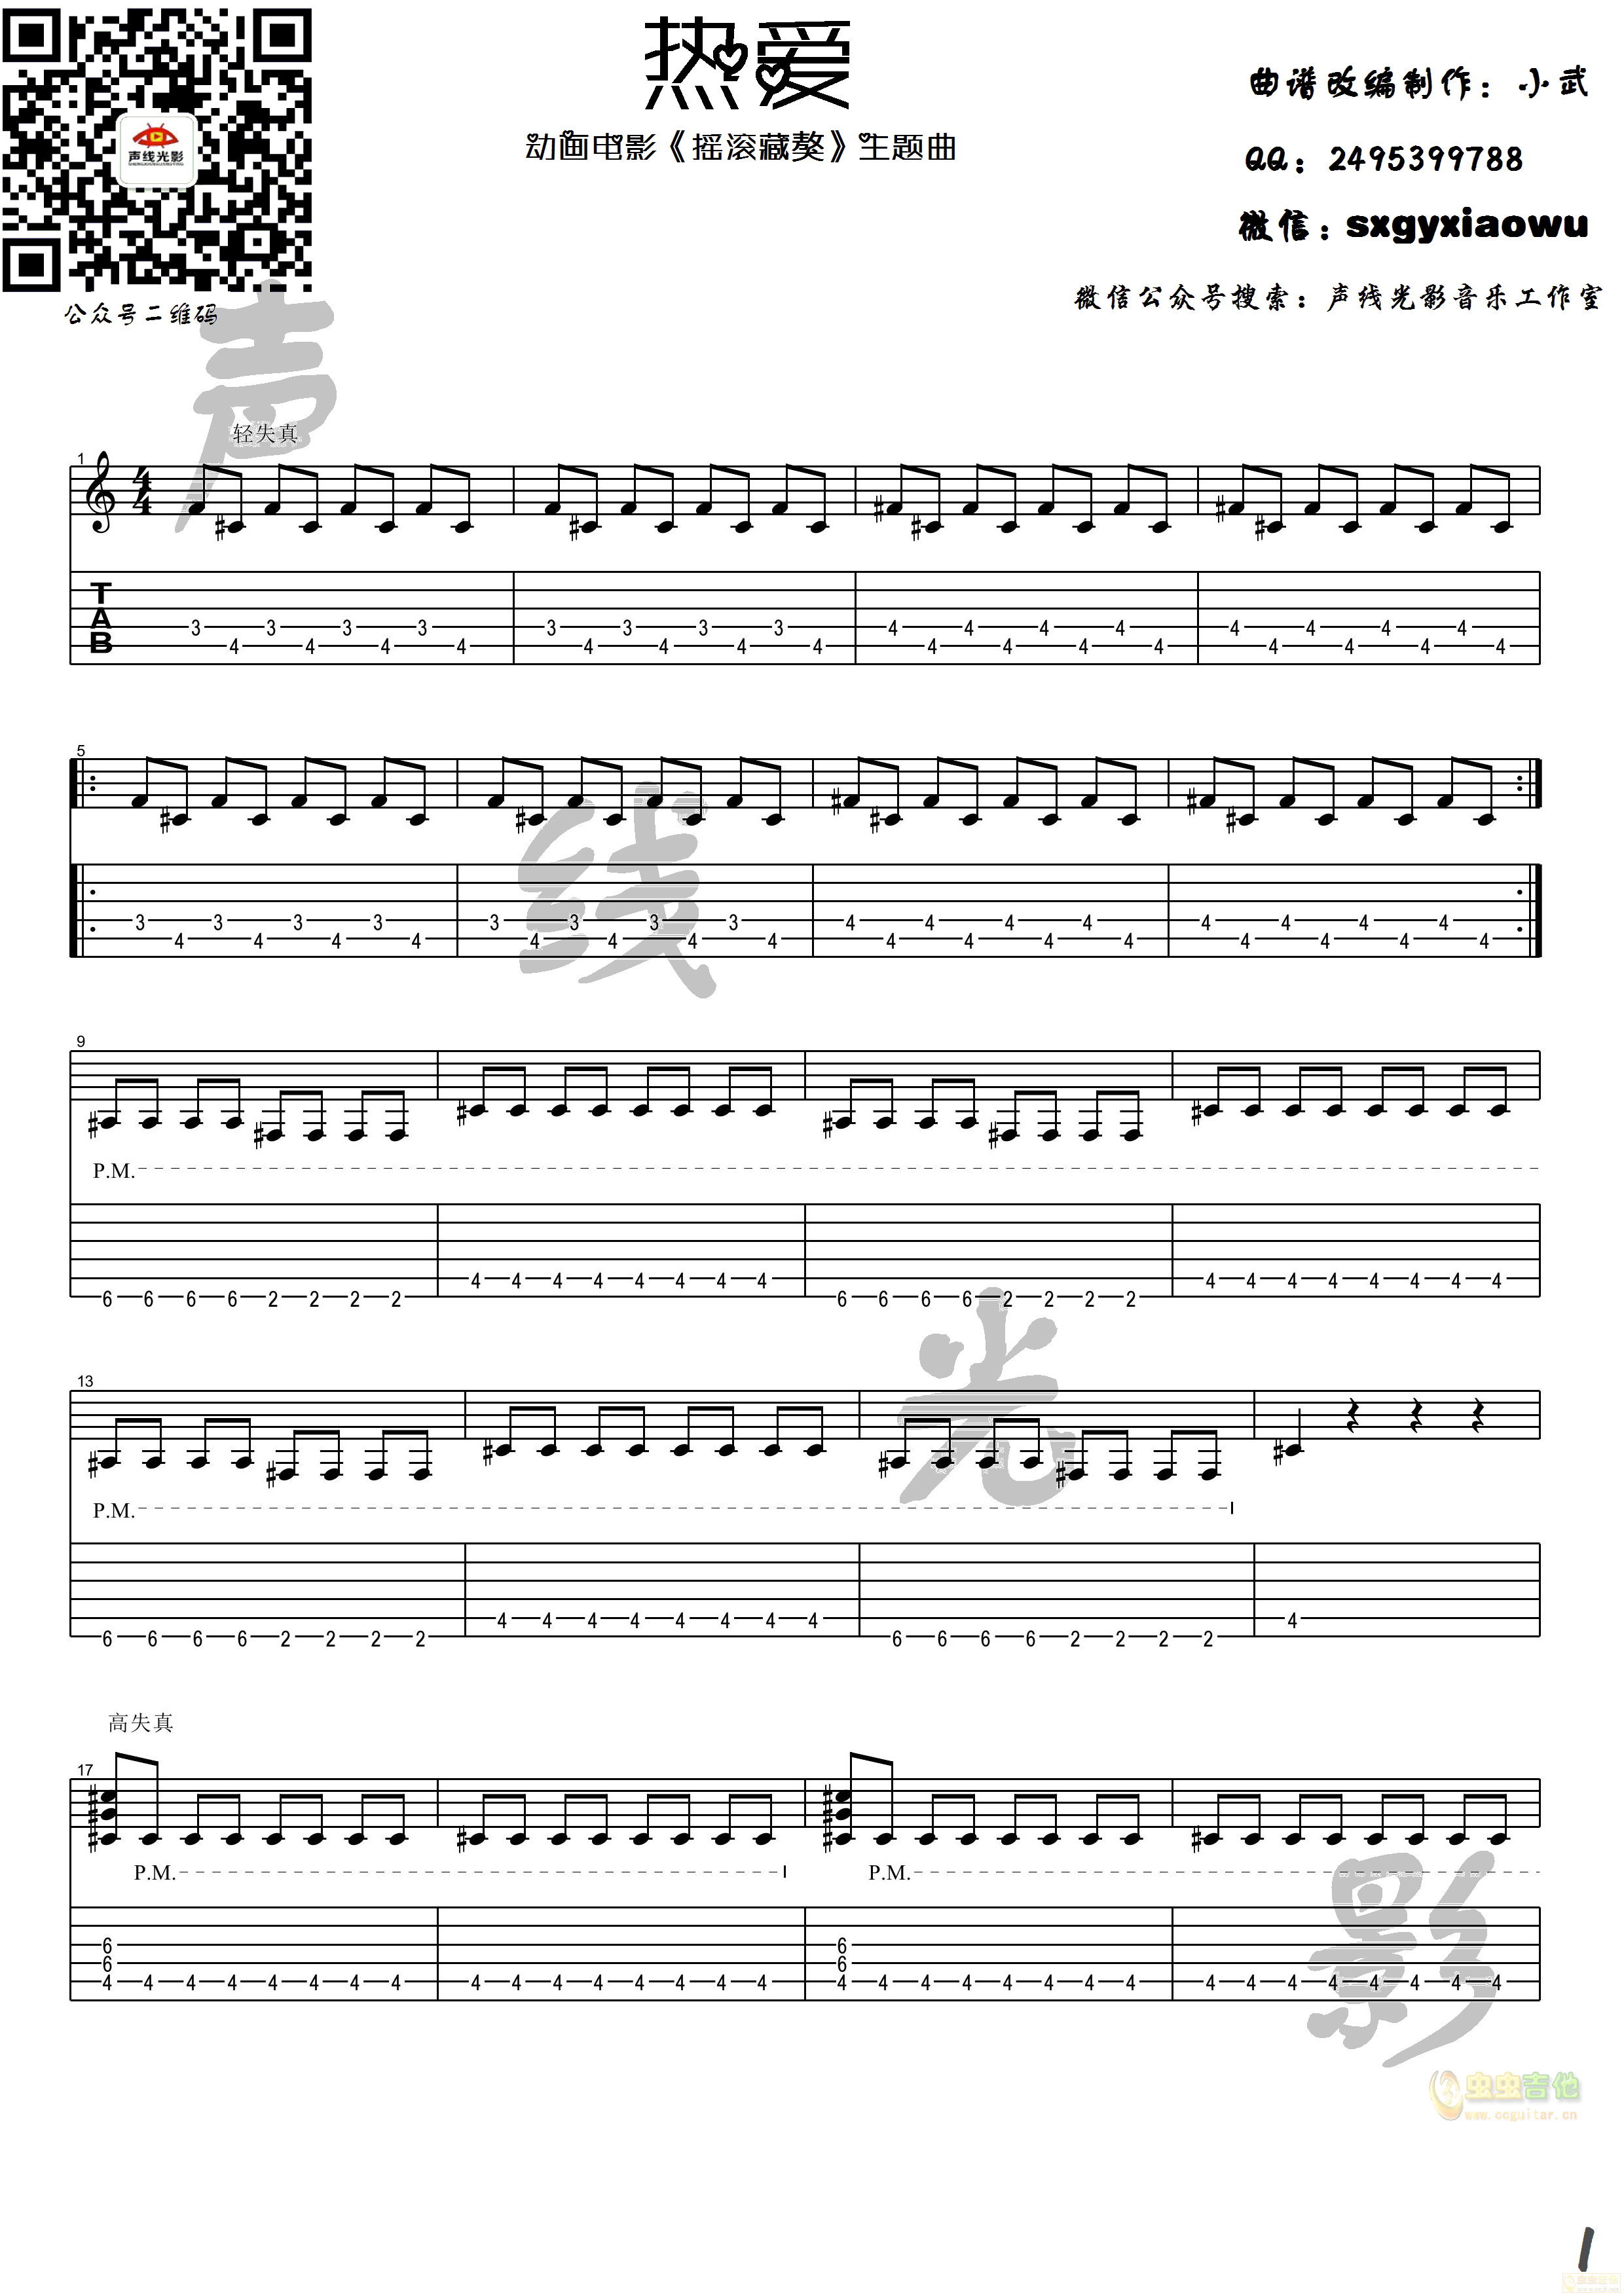 热爱
动画电影《摇滚藏獒》主题曲
曲谱改编制作：小武
QQ：2495399788
微信：sxgyxiaowu
微信公众号搜索：声线光影音乐工作室
声线光影
公众号二维码
声
轻失真
1
4
4
T
A
B
3 4 3 4 3 4 3 4 3 4 3 4 3 4 3 4 4 4 4 4 4 4 4 4 4 4 4 4 4 4 4 4
5
线
3 4 3 4 3 4 3 4 3 4 3 4 3 4 3 4 4 4 4 4 4 4 4 4 4 4 4 4 4 4 4 4
9
P.M.
4 4 4 4 4 4 4 4 4 4 4 4 4 4 4 4
6 6 6 6 2 2 2 2 6 6 6 6 2 2 2 2
光
13
P.M.
4 4 4 4 4 4 4 4 4
6 6 6 6 2 2 2 2 6 6 6 6 2 2 2 2
高失真
17
P.M. P.M.
影
6 6
6 6
4 4 4 4 4 4 4 4 4 4 4 4 4 4 4 4 4 4 4 4 4 4 4 4 4 4 4 4 4 4 4 4
虫虫吉他
www.ccguitar.cn
1